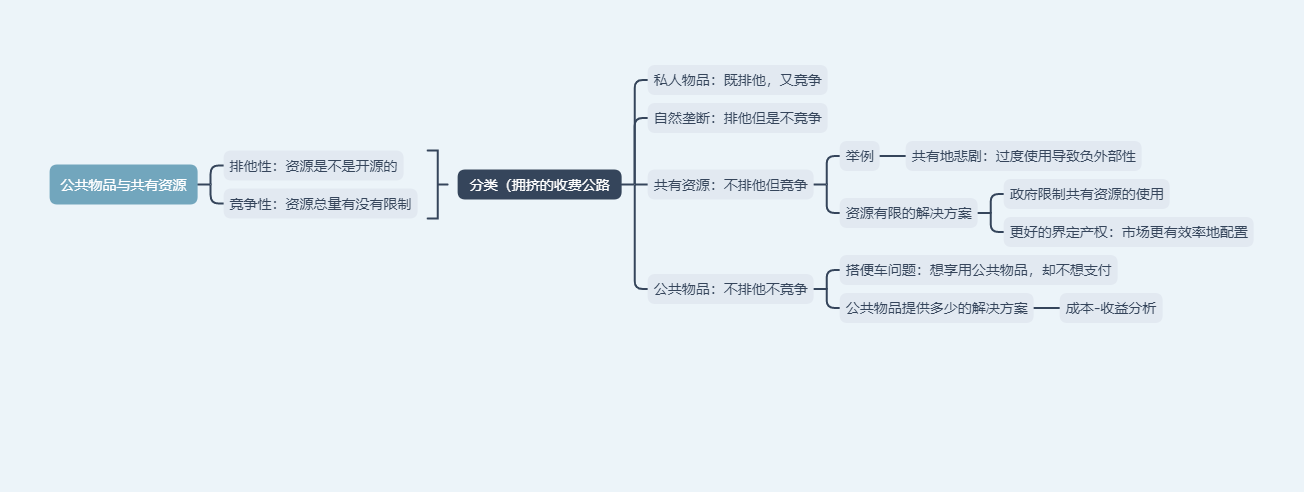 公共物品与共有资源
排他性：资源是不是开源的
竞争性：资源总量有没有限制
分类（拥挤的收费公路
私人物品：既排他，又竞争
自然垄断：排他但是不竞争
共有资源：不排他但竞争
举例
共有地悲剧：过度使用导致负外部性
资源有限的解决方案
政府限制共有资源的使用
更好的界定产权：市场更有效率地配置
公共物品：不排他不竞争
搭便车问题：想享用公共物品，却不想支付
公共物品提供多少的解决方案
成本-收益分析